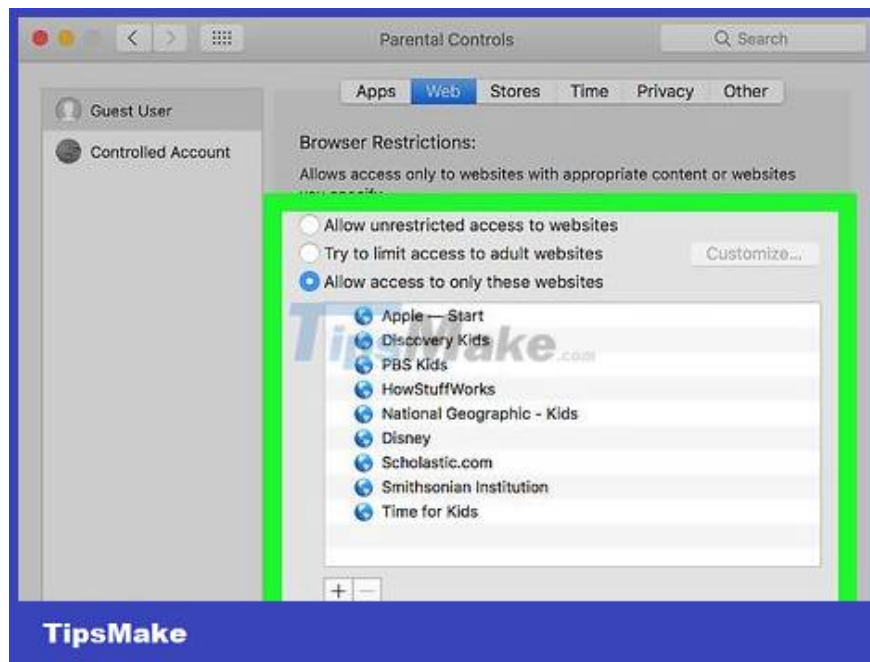 Parental Controls
Search
Guest User
Controlled Account
Apps Web Stores Time Privacy Other
Browser Restrictions:
Allows access only to websites with appropriate content or websites
you specify.
Allow unrestricted access to websites
Try to limit access to adult websites
Customize...
Allow access to only these websites
Apple — Start
Discovery Kids
PBS Kids
HowStuffWorks
National Geographic - Kids
Disney
Scholastic.com
Smithsonian Institution
Time for Kids
TipsMake.com
+ −
TipsMake